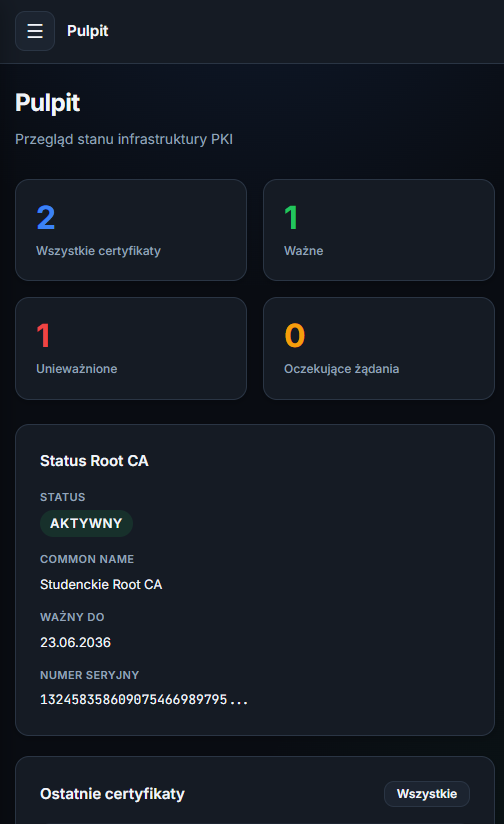 ☰ Pulpit
Pulpit
Przegląd stanu infrastruktury PKI
2
Wszystkie certyfikaty
1
Ważne
1
Unieważnione
0
Oczekujące żądania
Status Root CA
STATUS
AKTYWNY
COMMON NAME
Studenckie Root CA
WAŻNY DO
23.06.2036
NUMER SERYJNY
132458358609075466989795...
Ostatnie certyfikaty
Wszystkie